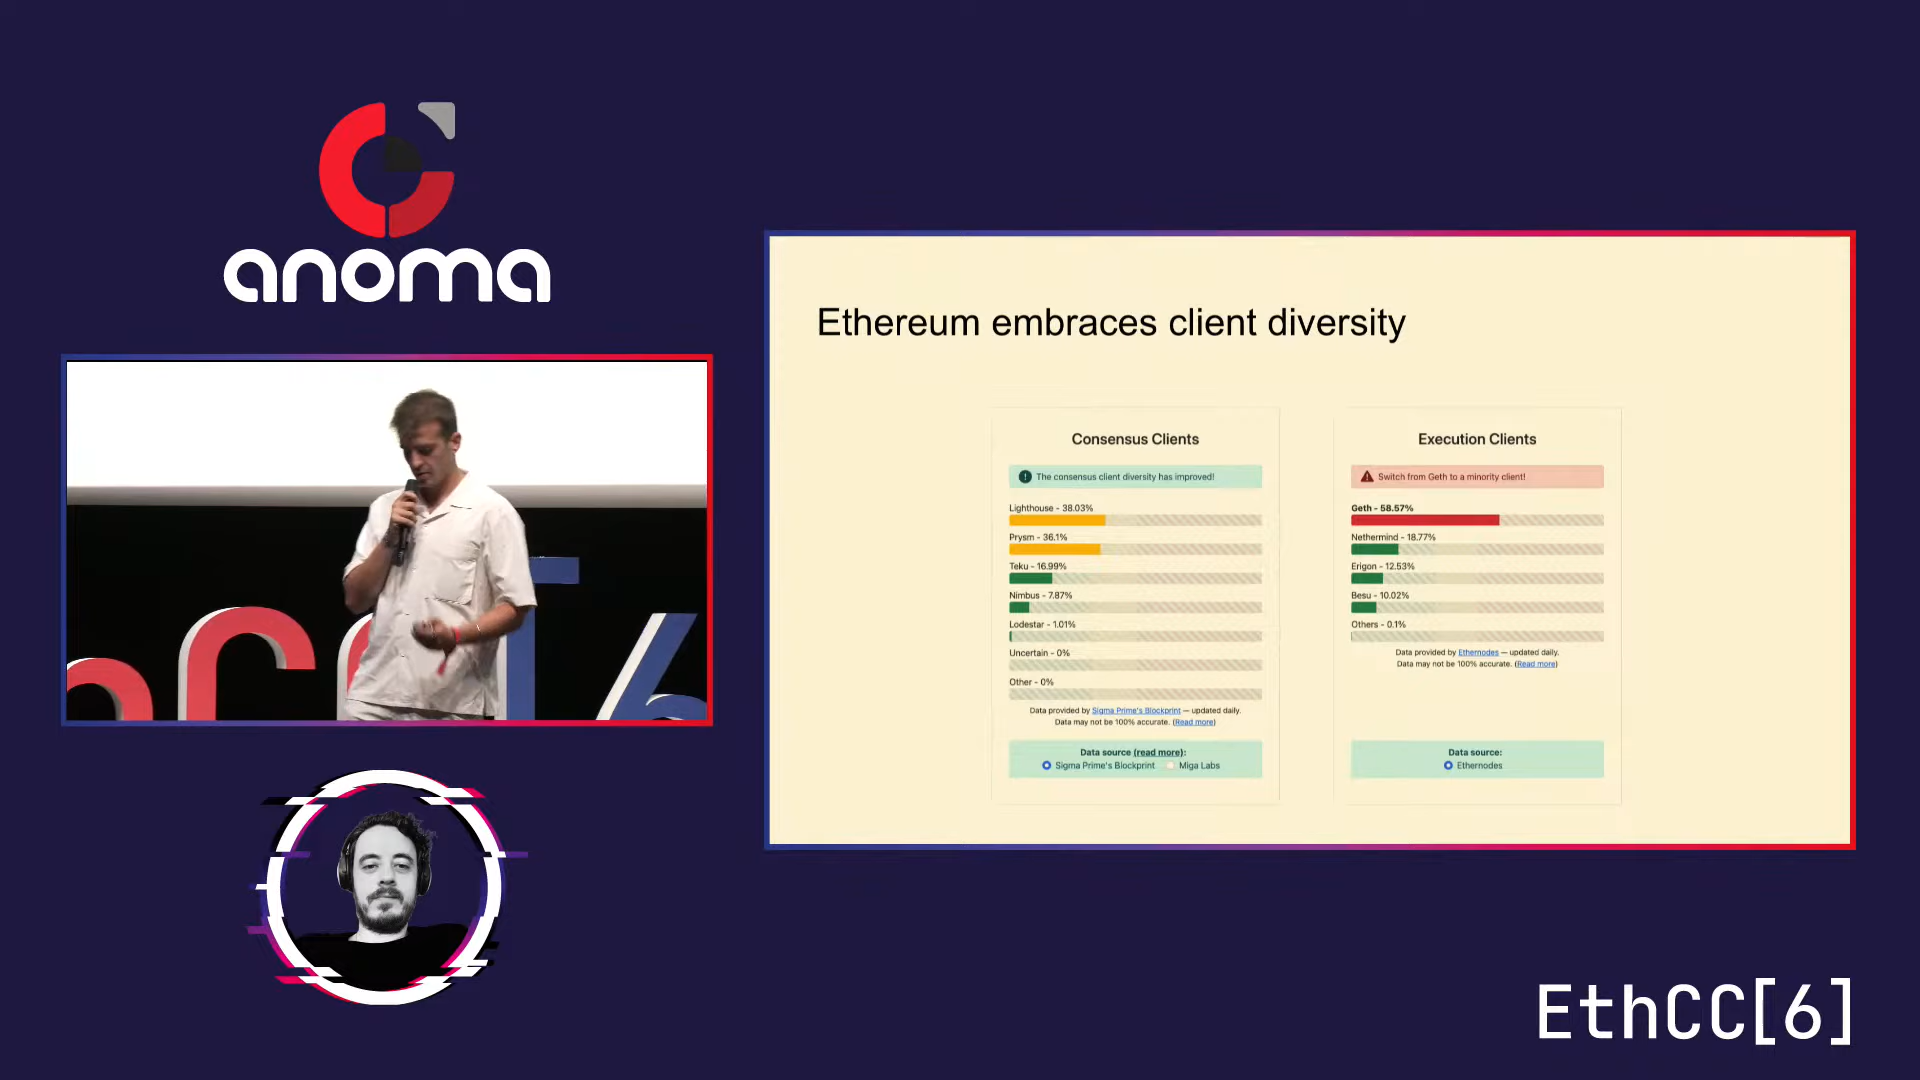 anoma
CC[6
Ethereum embraces client diversity
Consensus Clients
The consensus client diversity has improved!
Lighthouse - 38.03%
Prysm - 36.1%
Teku - 16.99%
Nimbus - 7.87%
Lodestar - 1.01%
Uncertain - 0%
Other - 0%
Data provided by Sigma Prime's Blockprint — updated daily.
Data may not be 100% accurate. (Read more)
Data source (read more):
Sigma Prime's Blockprint Miga Labs
Execution Clients
Switch from Geth to a minority client!
Geth - 58.57%
Nethermind - 18.77%
Erigon - 12.53%
Besu - 10.02%
Others - 0.1%
Data provided by Ethernodes — updated daily.
Data may not be 100% accurate. (Read more)
Data source:
Ethernodes
EthCC[6]